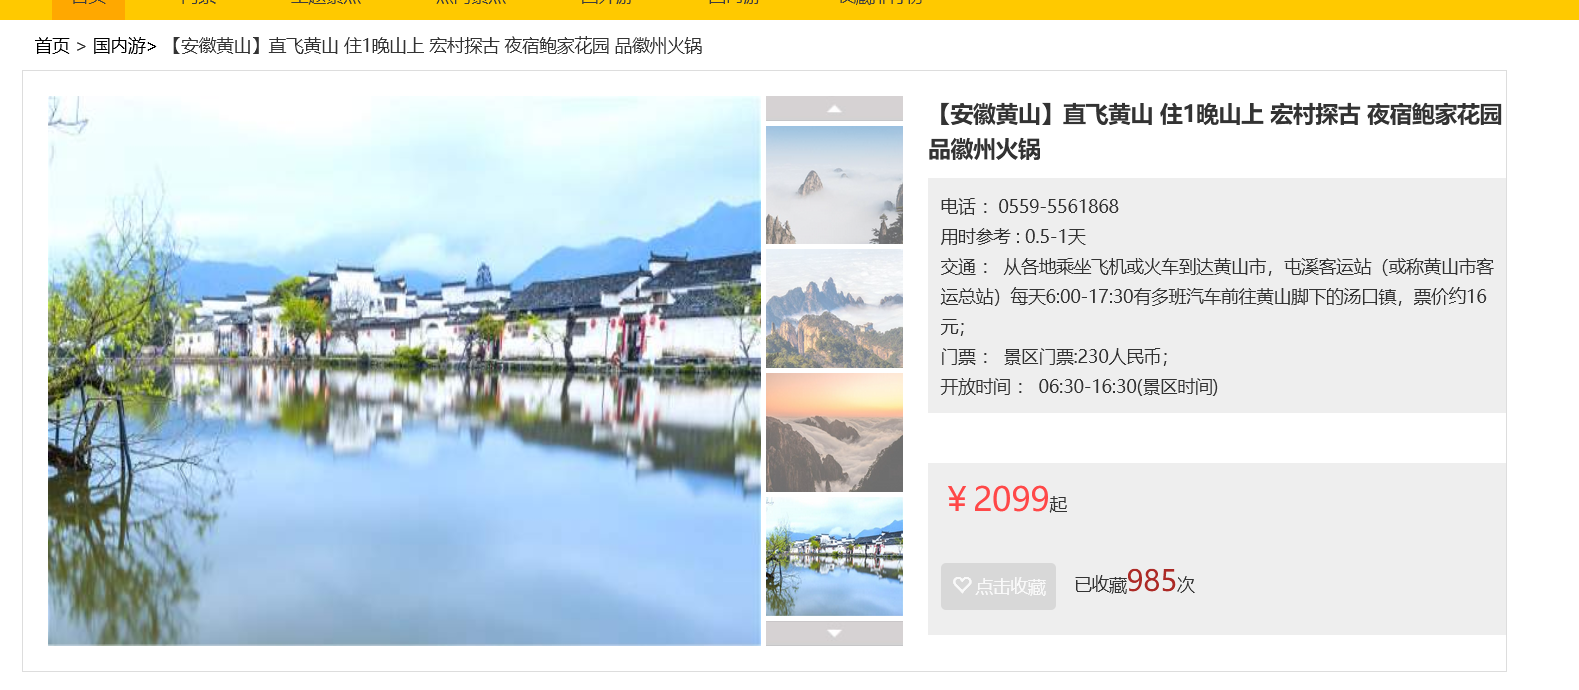 首页 > 国内游> 【安徽黄山】直飞黄山 住1晚山上 宏村探古 夜宿鲍家花园 品徽州火锅
【安徽黄山】直飞黄山 住1晚山上 宏村探古 夜宿鲍家花园
品徽州火锅
电话： 0559-5561868
用时参考 : 0.5-1天
交通： 从各地乘坐飞机或火车到达黄山市，屯溪客运站（或称黄山市客
运总站）每天6:00-17:30有多班汽车前往黄山脚下的汤口镇，票价约16
元；
门票： 景区门票:230人民币；
开放时间： 06:30-16:30(景区时间)
￥2099起
点击收藏 已收藏985次